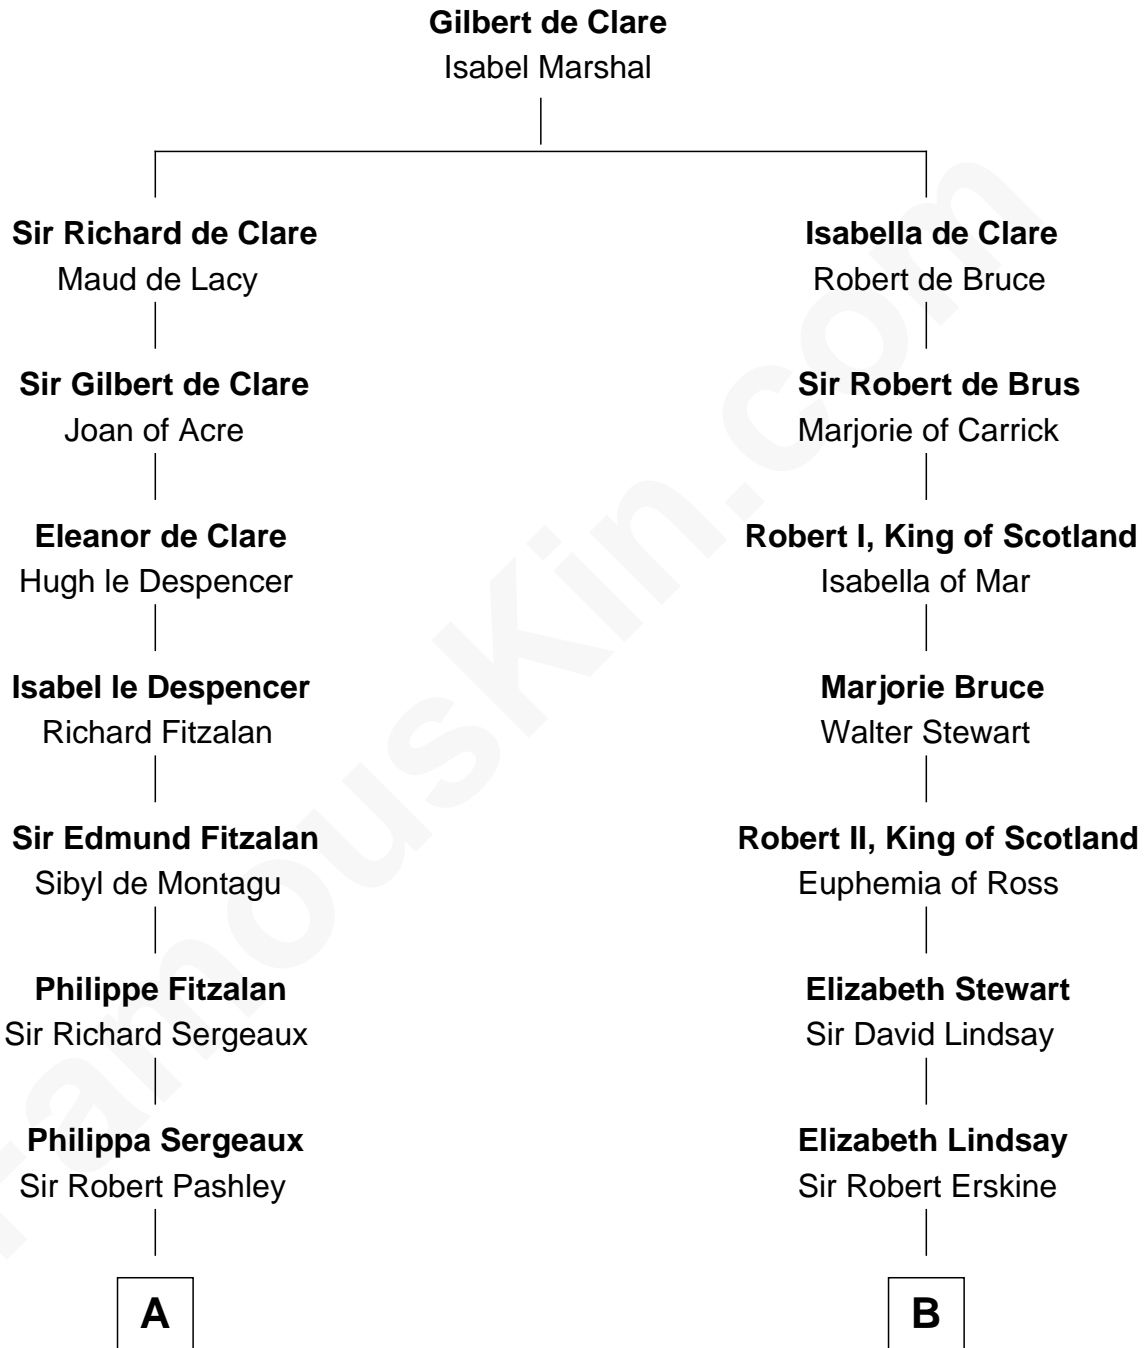 Gilbert de Clare
Isabel Marshal
Sir Richard de Clare
Maud de Lacy
Isabella de Clare
Robert de Bruce
Sir Gilbert de Clare
Joan of Acre
Sir Robert de Brus
Marjorie of Carrick
Eleanor de Clare
Hugh le Despencer
Robert I, King of Scotland
Isabella of Mar
Isabel le Despencer
Richard Fitzalan
Marjorie Bruce
Walter Stewart
Sir Edmund Fitzalan
Sibyl de Montagu
Robert II, King of Scotland
Euphemia of Ross
Philippe Fitzalan
Sir Richard Sergeaux
Elizabeth Stewart
Sir David Lindsay
Philippa Sergeaux
Sir Robert Pashley
Elizabeth Lindsay
Sir Robert Erskine
A
B
FamousKin.com